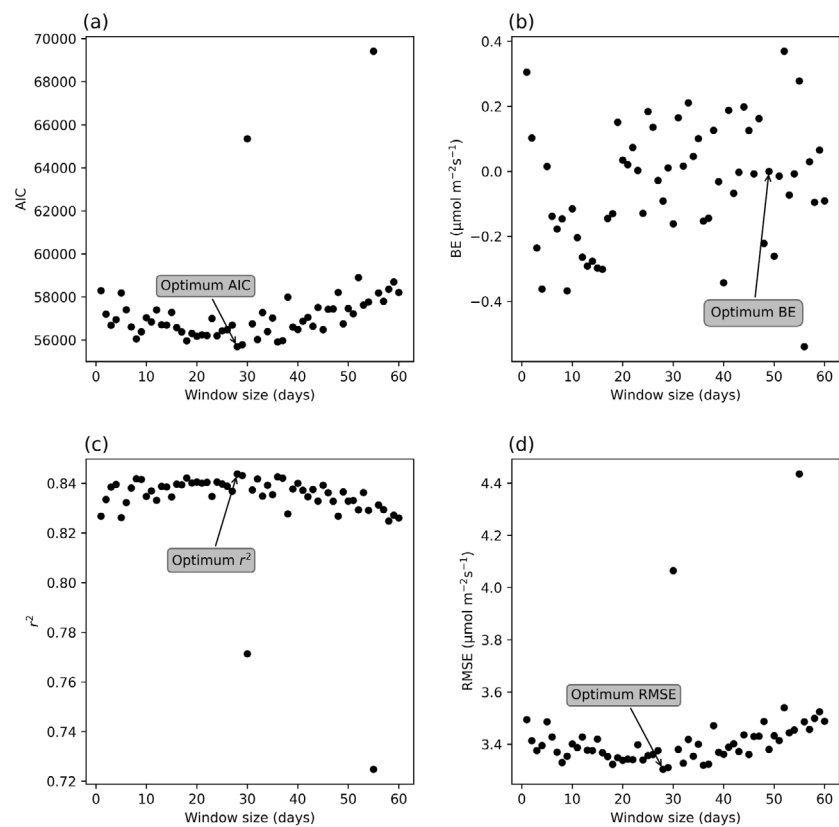 (a)
70000
68000
66000
64000
62000
60000
58000
56000
AIC
Optimum AIC
0 10 20 30 40 50 60
Window size (days)
(b)
0.4
0.2
0.0
−0.2
−0.4
BE (μmol m⁻²s⁻¹)
Optimum BE
0 10 20 30 40 50 60
Window size (days)
(c)
0.84
0.82
0.80
0.78
0.76
0.74
0.72
r²
Optimum r²
0 10 20 30 40 50 60
Window size (days)
(d)
4.4
4.2
4.0
3.8
3.6
3.4
RMSE (μmol m⁻²s⁻¹)
Optimum RMSE
0 10 20 30 40 50 60
Window size (days)